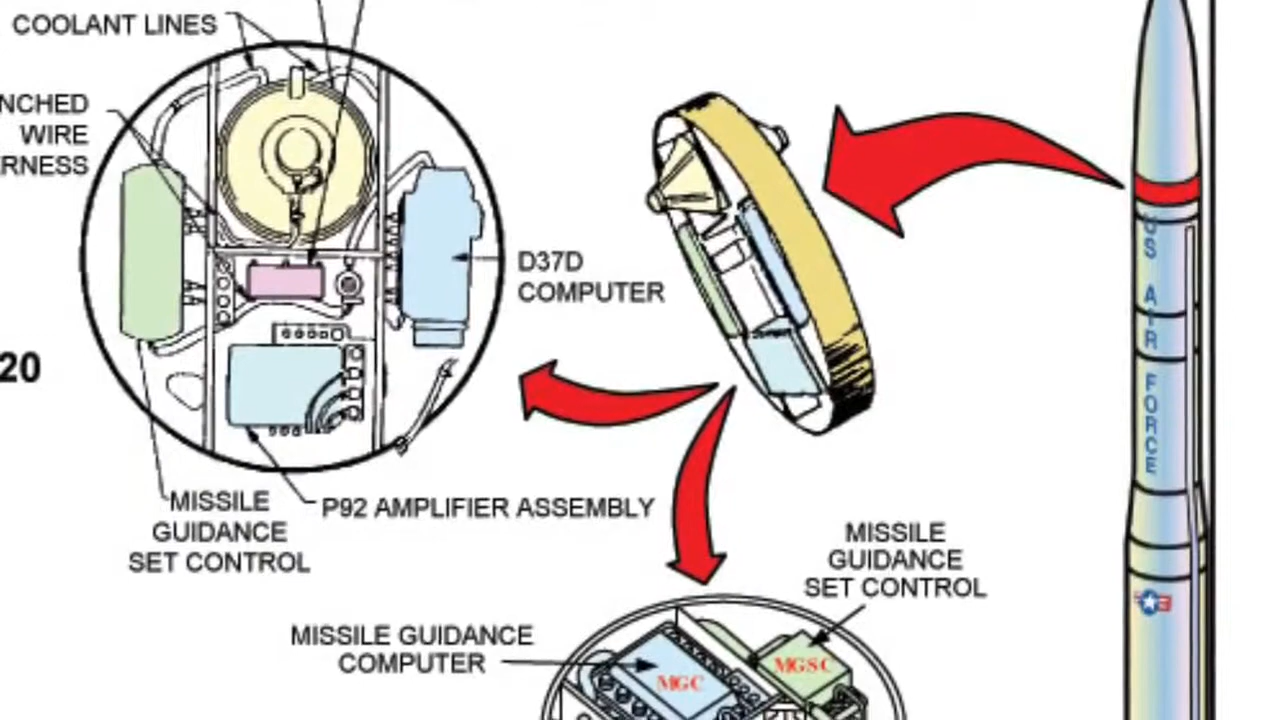 COOLANT LINES
NCHED
WIRE
RNESS
D37D
COMPUTER
20
P92 AMPLIFIER ASSEMBLY
MISSILE
GUIDANCE
SET CONTROL
MISSILE
GUIDANCE
SET CONTROL
MISSILE GUIDANCE
COMPUTER
MGC
MGSC
US AIR FORCE